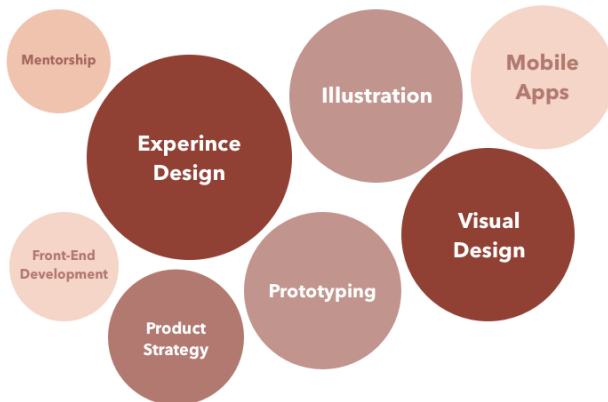 Mentorship
Experince
Design
Illustration
Mobile
Apps
Visual
Design
Front-End
Development
Prototyping
Product
Strategy